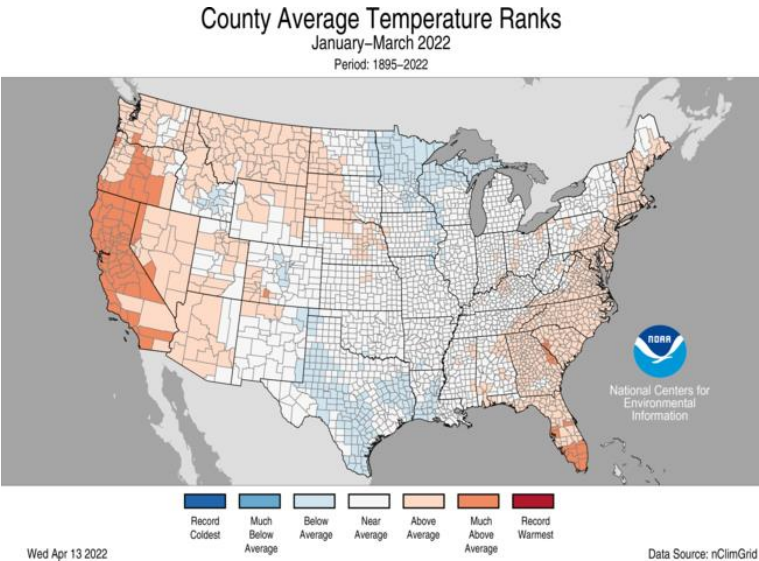 County Average Temperature Ranks
January–March 2022
Period: 1895–2022
NOAA
National Centers for
Environmental
Information
Record
Coldest
Much
Below
Average
Below
Average
Near
Average
Above
Average
Much
Above
Average
Record
Warmest
Wed Apr 13 2022
Data Source: nClimGrid